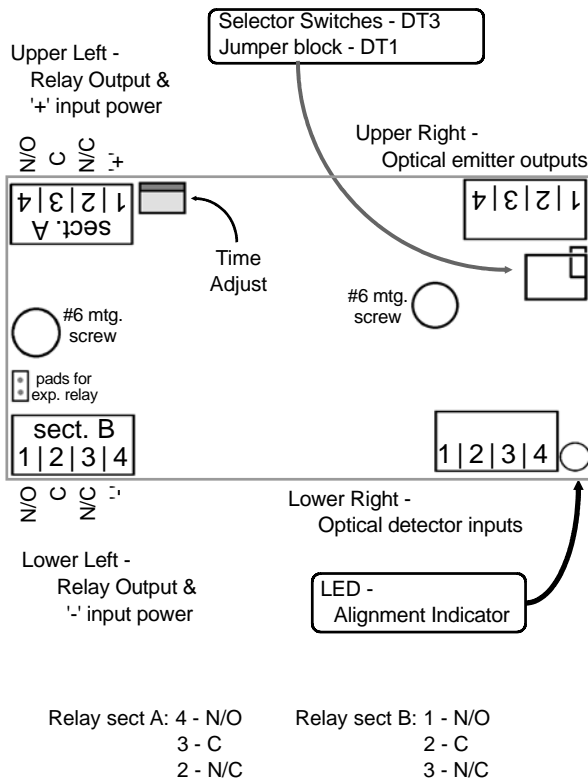 Selector Switches - DT3
Jumper block - DT1
Upper Left -
Relay Output &
'+' input power
N/O
C
N/C
'+'
Upper Right -
Optical emitter outputs
1|2|3|4
sect. A
1|2|3|4
Time
Adjust
#6 mtg.
screw
#6 mtg.
screw
pads for
exp. relay
sect. B
1|2|3|4
1|2|3|4
N/O
C
N/C
'-'
Lower Right -
Optical detector inputs
Lower Left -
Relay Output &
'-' input power
LED -
Alignment Indicator
Relay sect A: 4 - N/O
3 - C
2 - N/C
Relay sect B: 1 - N/O
2 - C
3 - N/C